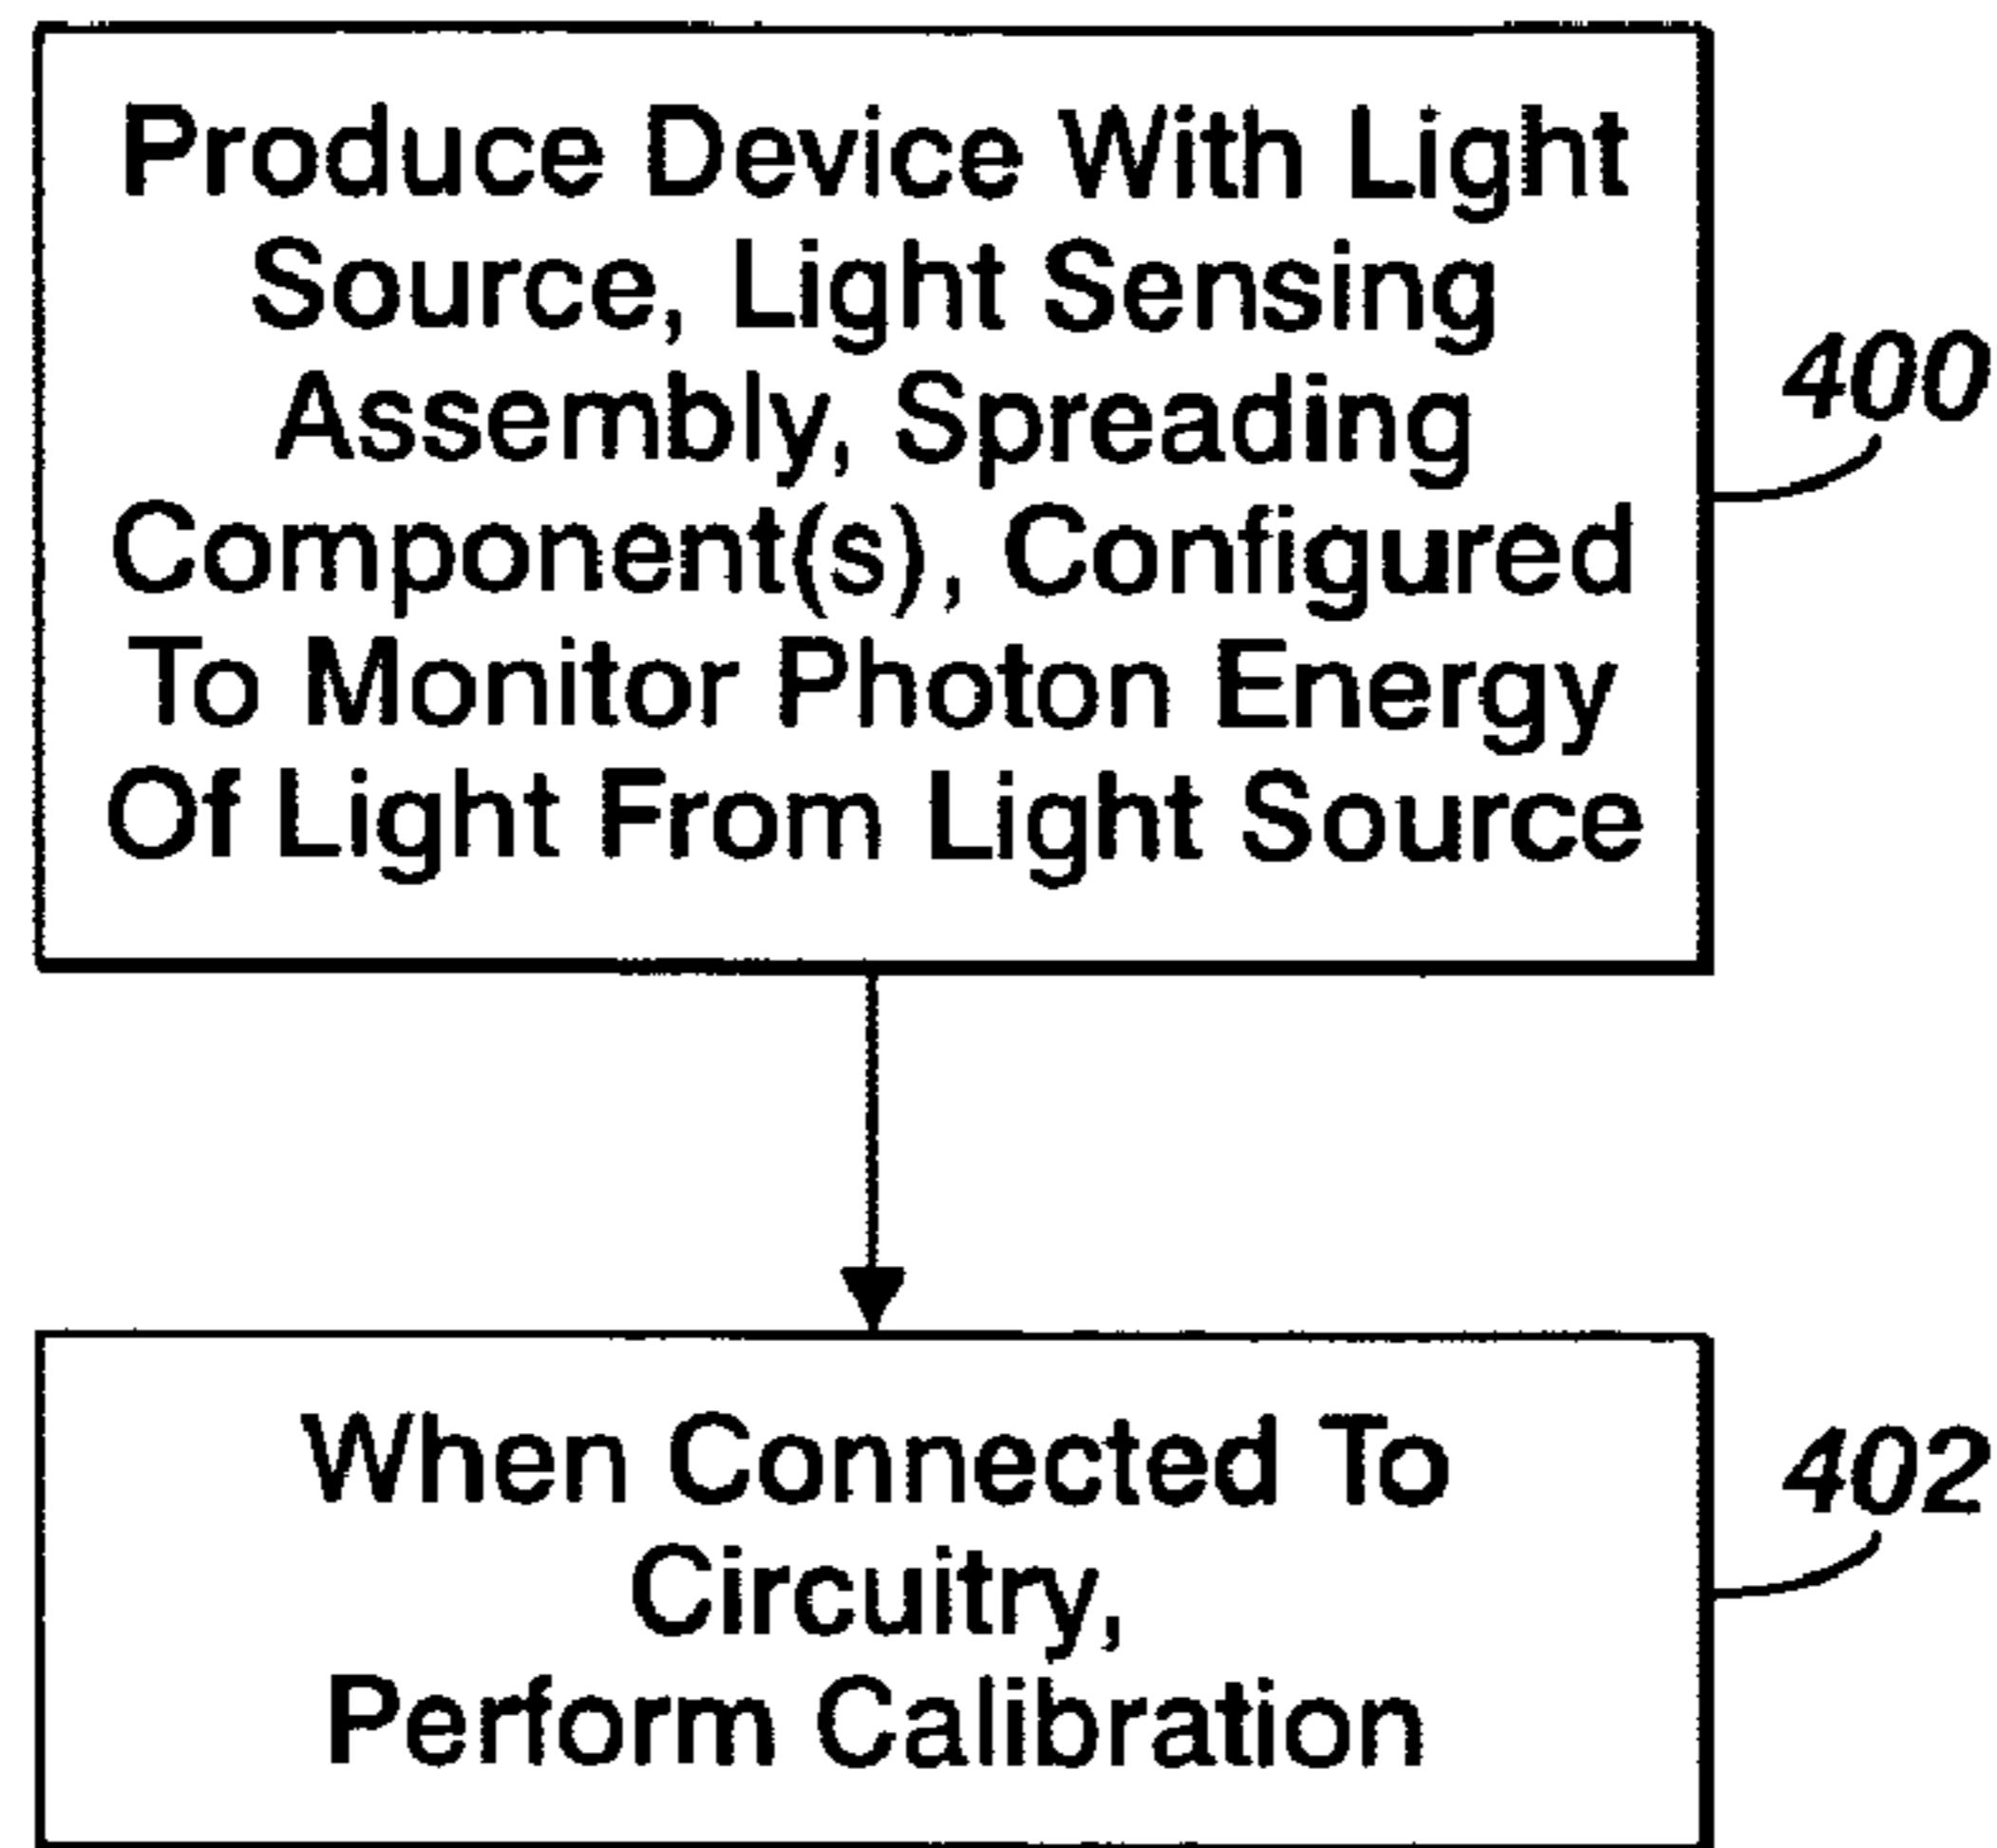 Produce Device With Light
Source, Light Sensing
Assembly, Spreading
Component(s), Configured
To Monitor Photon Energy
Of Light From Light Source
400
When Connected To
Circuitry,
Perform Calibration
402